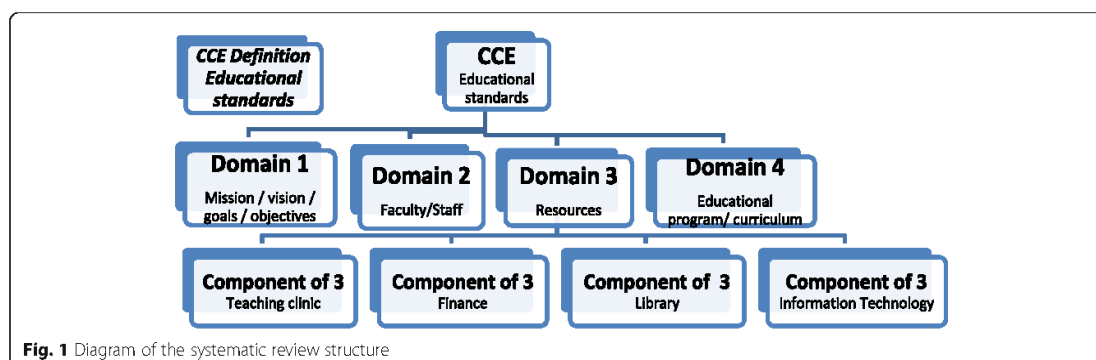 CCE Definition
Educational
standards
CCE
Educational
standards
Domain 1
Mission / vision /
goals / objectives
Domain 2
Faculty/Staff
Domain 3
Resources
Domain 4
Educational
program/ curriculum
Component of 3
Teaching clinic
Component of 3
Finance
Component of 3
Library
Component of 3
Information Technology
Fig. 1 Diagram of the systematic review structure